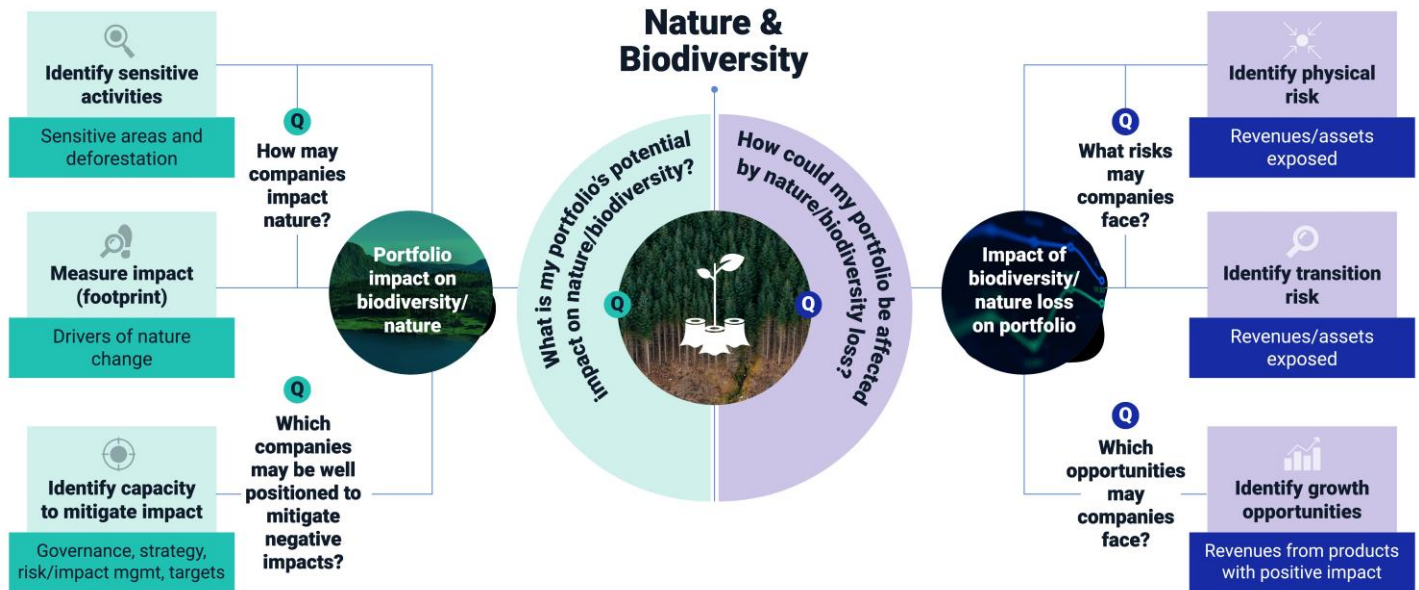 Nature &
Biodiversity
Identify sensitive
activities
Sensitive areas and
deforestation
Measure impact
(footprint)
Drivers of nature
change
Identify capacity
to mitigate impact
Governance, strategy,
risk/impact mgmt, targets
Q
How may
companies
impact
nature?
Q
Which
companies
may be well
positioned to
mitigate
negative
impacts?
Portfolio
impact on
biodiversity/
nature
What is my portfolio's potential
impact on nature/biodiversity?
Q
Q
How could my portfolio be affected
by nature/biodiversity loss?
Impact of
biodiversity/
nature loss
on portfolio
Q
What risks
may
companies
face?
Q
Which
opportunities
may
companies
face?
Identify physical
risk
Revenues/assets
exposed
Identify transition
risk
Revenues/assets
exposed
Identify growth
opportunities
Revenues from products
with positive impact